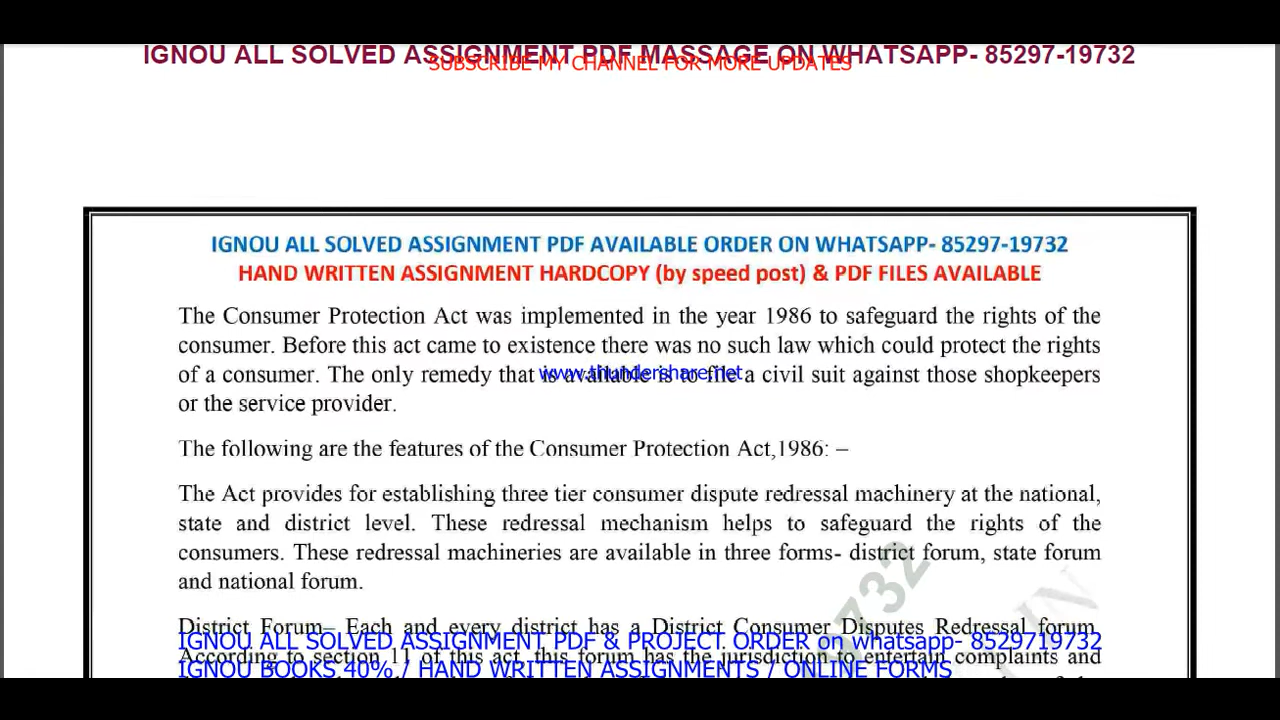 IGNOU ALL SOLVED ASSIGNMENT PDF MASSAGE ON WHATSAPP- 85297-19732
SUBSCRIBE MY CHANNEL FOR MORE UPDATES
IGNOU ALL SOLVED ASSIGNMENT PDF AVAILABLE ORDER ON WHATSAPP- 85297-19732
HAND WRITTEN ASSIGNMENT HARDCOPY (by speed post) & PDF FILES AVAILABLE
The Consumer Protection Act was implemented in the year 1986 to safeguard the rights of the
consumer. Before this act came to existence there was no such law which could protect the rights
of a consumer. The only remedy that is available is to file a civil suit against those shopkeepers
www.thundershare.net
or the service provider.
The following are the features of the Consumer Protection Act,1986: –
The Act provides for establishing three tier consumer dispute redressal machinery at the national,
state and district level. These redressal mechanism helps to safeguard the rights of the
consumers. These redressal machineries are available in three forms- district forum, state forum
and national forum.
District Forum– Each and every district has a District Consumer Disputes Redressal forum.
IGNOU ALL SOLVED ASSIGNMENT PDF & PROJECT ORDER on whatsapp- 8529719732
According to section 11 of this act, this forum has the jurisdiction to entertain complaints and
IGNOU BOOKS 40% / HAND WRITTEN ASSIGNMENTS / ONLINE FORMS
9732
IN